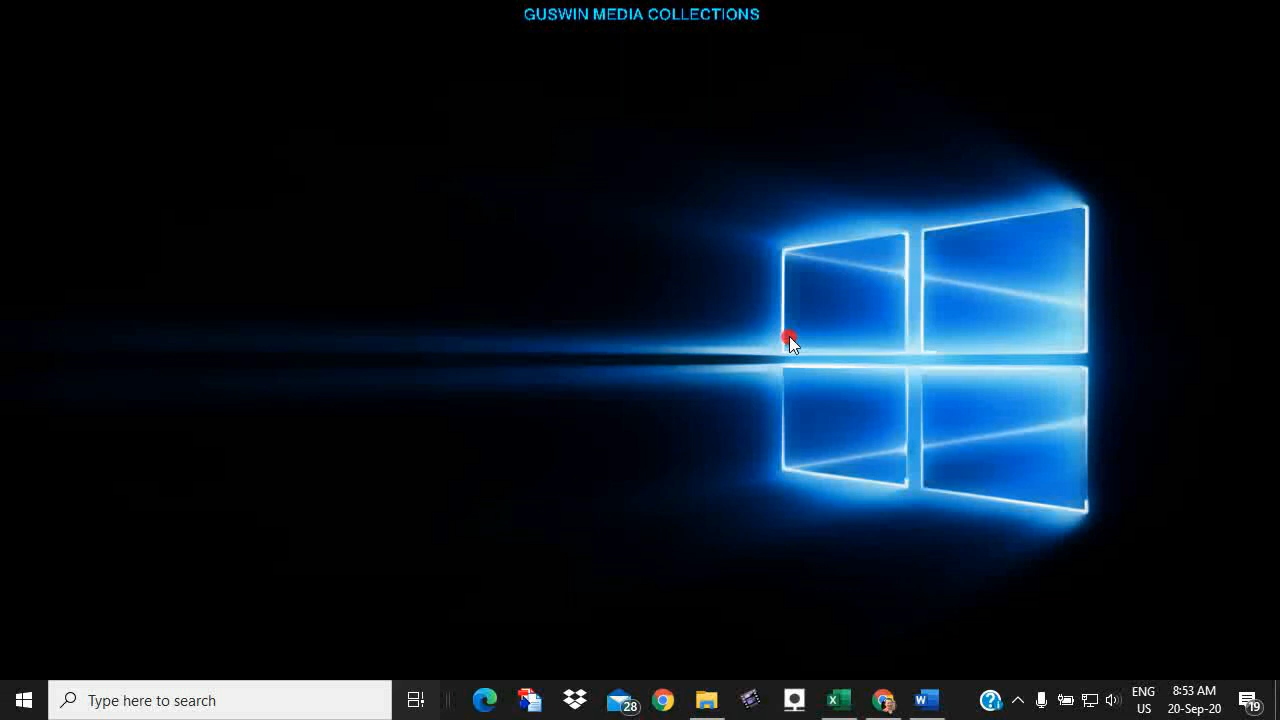 GUSWIN MEDIA COLLECTIONS
Type here to search
28
X
W
?
ENG
US
8:53 AM
20-Sep-20
19